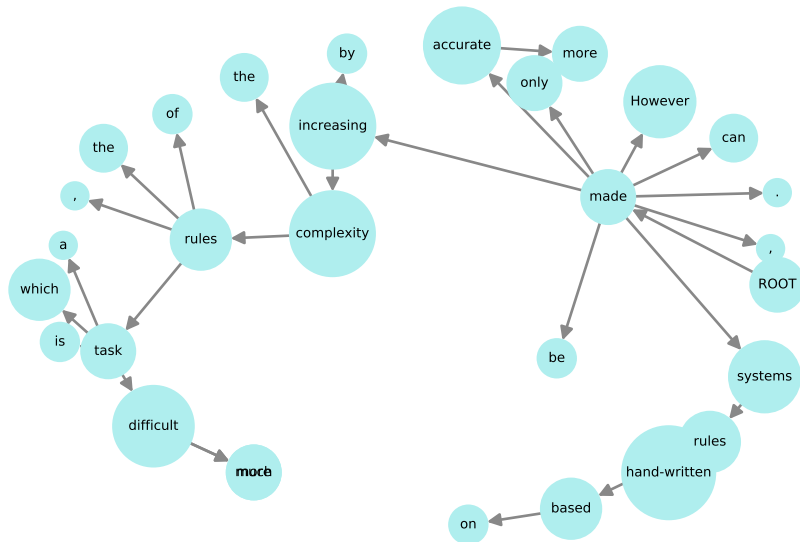 accurate
more
by
only
the
increasing
However
of
can
the
,
made
.
rules
complexity
a
,
ROOT
which
is
task
be
systems
difficult
rules
hand-written
based
on